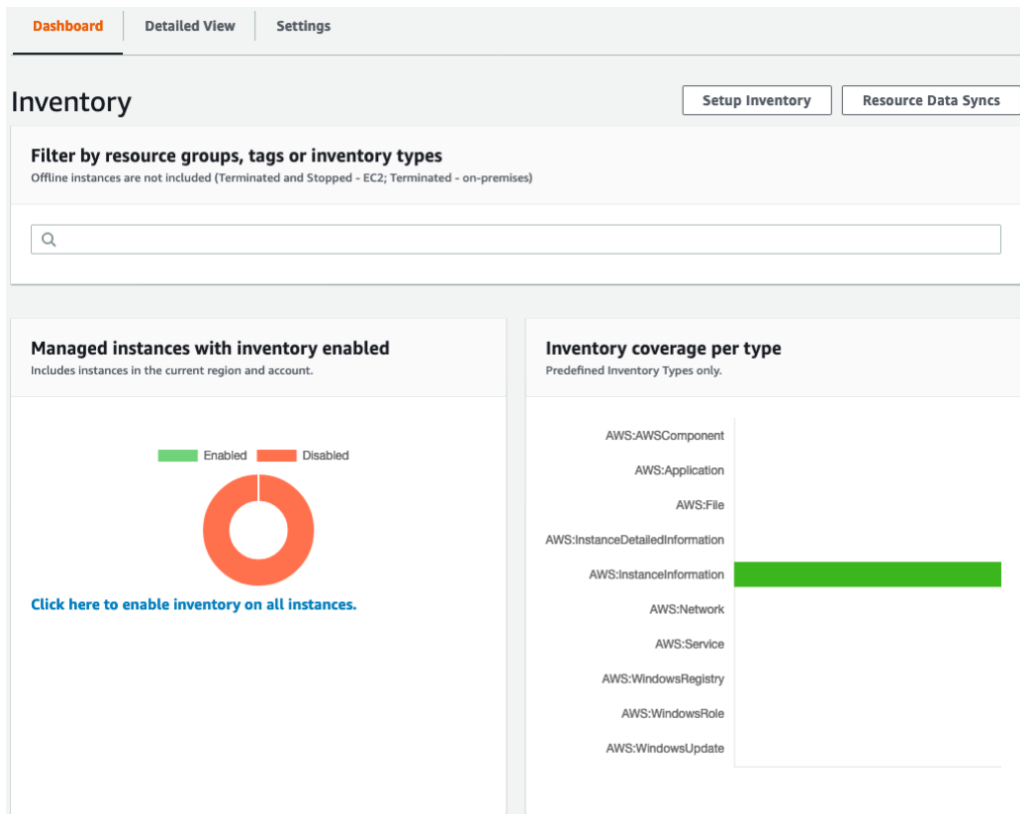 Dashboard Detailed View Settings
Inventory
Setup Inventory Resource Data Syncs
Filter by resource groups, tags or inventory types
Offline instances are not included (Terminated and Stopped - EC2; Terminated - on-premises)
Managed instances with inventory enabled
Includes instances in the current region and account.
Enabled Disabled
Click here to enable inventory on all instances.
Inventory coverage per type
Predefined Inventory Types only.
AWS:AWSComponent
AWS:Application
AWS:File
AWS:InstanceDetailedInformation
AWS:InstanceInformation
AWS:Network
AWS:Service
AWS:WindowsRegistry
AWS:WindowsRole
AWS:WindowsUpdate